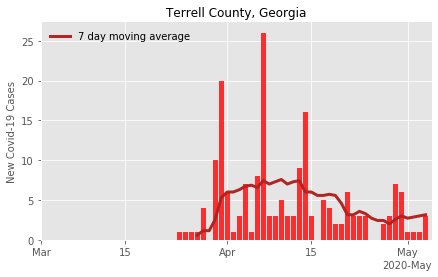 Terrell County, Georgia
7 day moving average
New Covid-19 Cases
25
20
15
10
5
0
Mar 15 Apr 15 May
2020-May